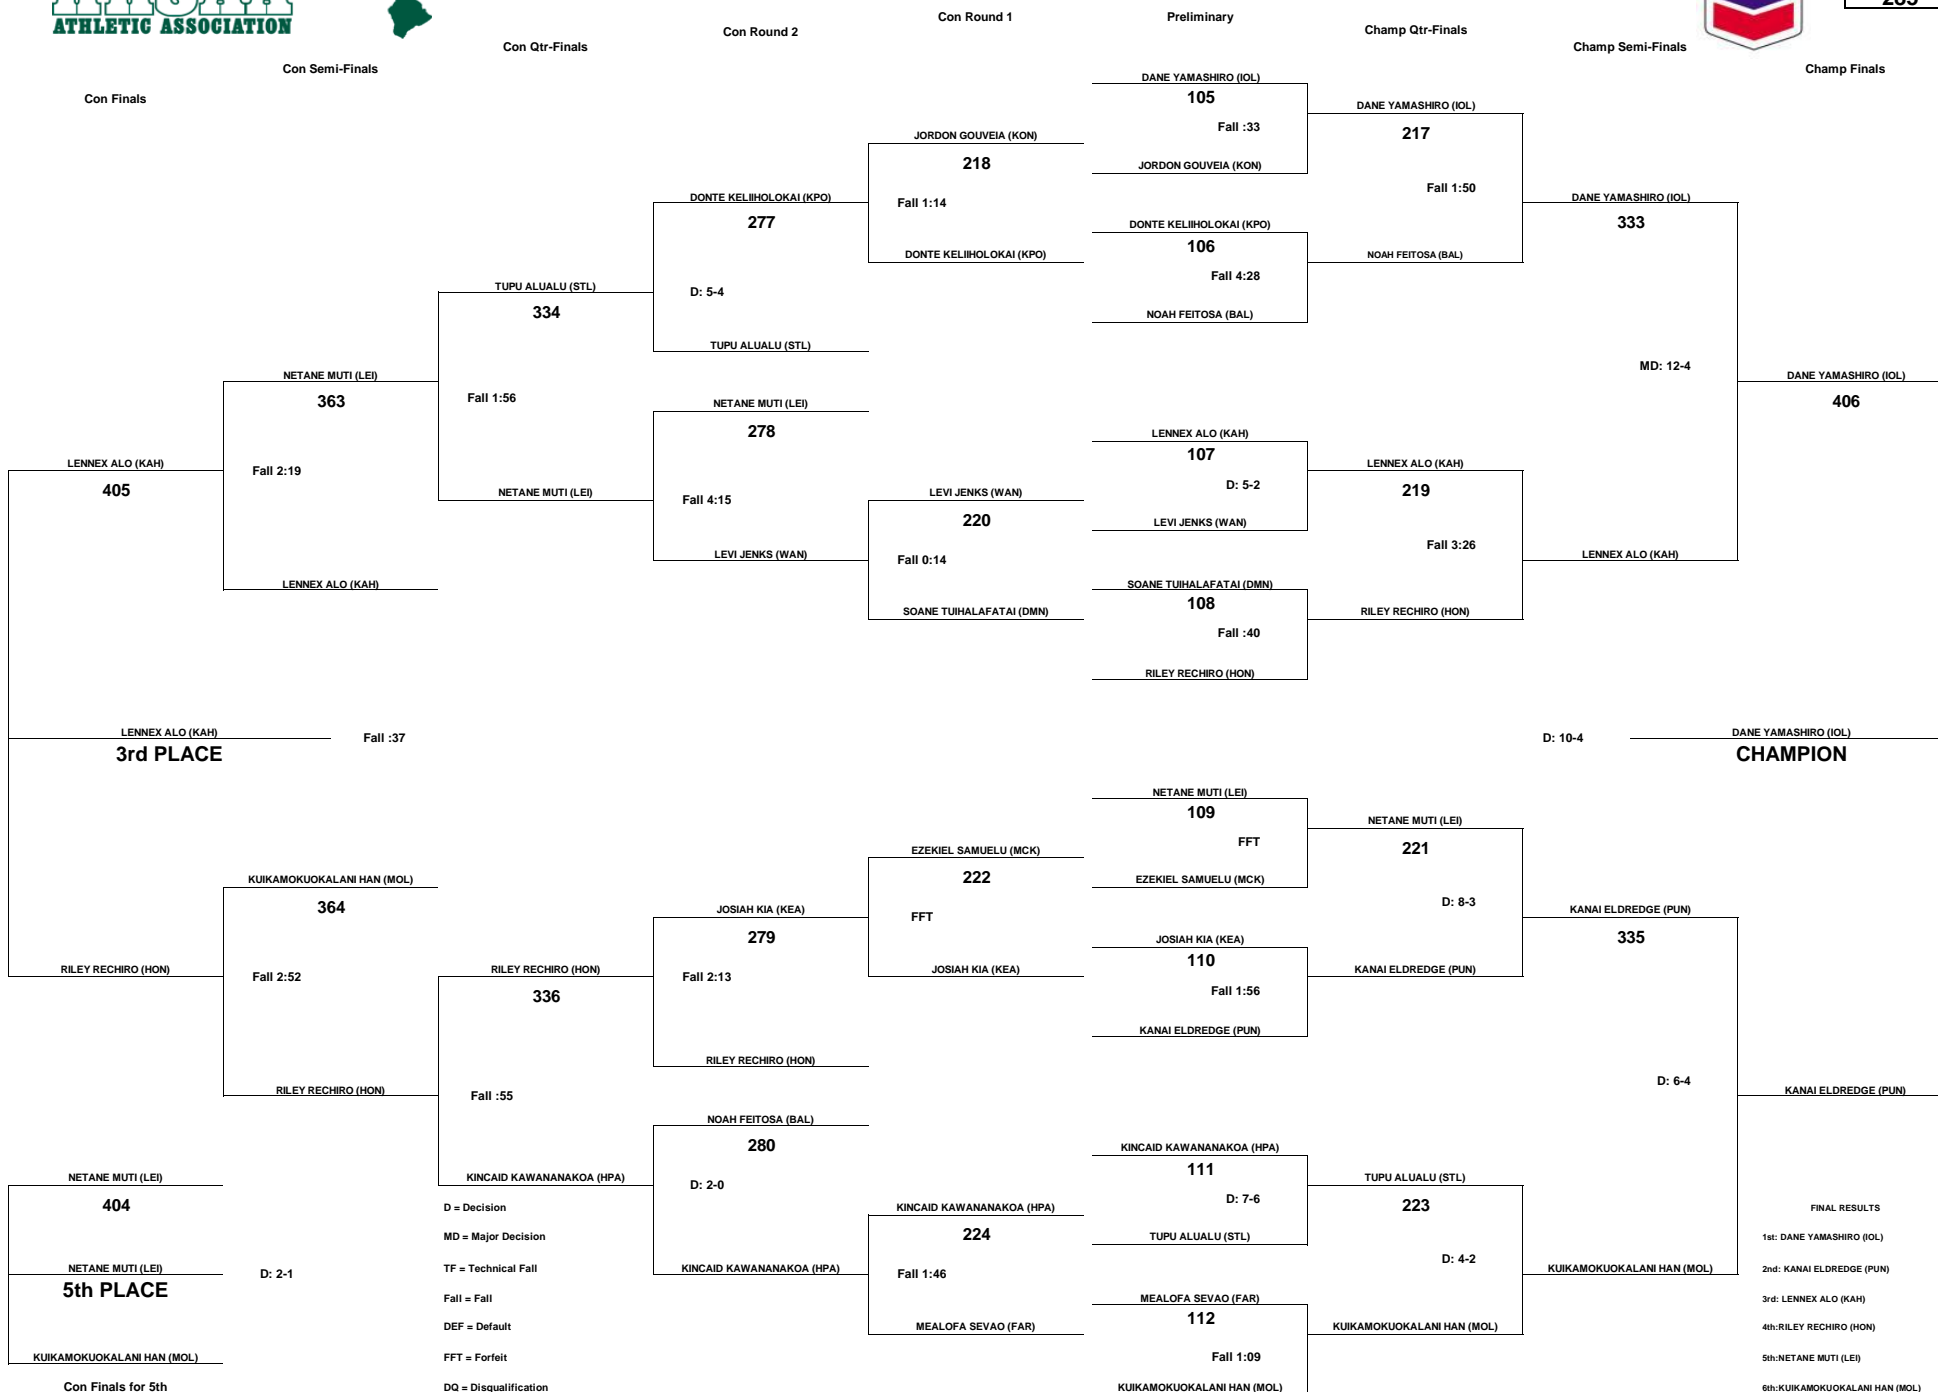 ATHLETIC ASSOCIATION
Con Finals
Con Semi-Finals
Con Qtr-Finals
Con Round 2
Con Round 1
Preliminary
Champ Qtr-Finals
Champ Semi-Finals
Champ Finals
DANE YAMASHIRO (IOL)
105
Fall :33
JORDON GOUVEIA (KON)
DONTE KELIIHOLOKAI (KPO)
106
Fall 4:28
NOAH FEITOSA (BAL)
LENNEX ALO (KAH)
107
D: 5-2
LEVI JENKS (WAN)
SOANE TUIHALAFATAI (DMN)
108
Fall :40
RILEY RECHIRO (HON)
NETANE MUTI (LEI)
109
FFT
EZEKIEL SAMUELU (MCK)
JOSIAH KIA (KEA)
110
Fall 1:56
KANAI ELDREDGE (PUN)
KINCAID KAWANANAKOA (HPA)
111
D: 7-6
TUPU ALUALU (STL)
MEALOFA SEVAO (FAR)
112
Fall 1:09
KUIKAMOKUOKALANI HAN (MOL)
DANE YAMASHIRO (IOL)
217
Fall 1:50
NOAH FEITOSA (BAL)
LENNEX ALO (KAH)
219
Fall 3:26
RILEY RECHIRO (HON)
NETANE MUTI (LEI)
221
D: 8-3
KANAI ELDREDGE (PUN)
TUPU ALUALU (STL)
223
D: 4-2
KUIKAMOKUOKALANI HAN (MOL)
DANE YAMASHIRO (IOL)
333
MD: 12-4
LENNEX ALO (KAH)
KANAI ELDREDGE (PUN)
335
D: 6-4
KUIKAMOKUOKALANI HAN (MOL)
DANE YAMASHIRO (IOL)
406
D: 10-4
DANE YAMASHIRO (IOL)
CHAMPION
KANAI ELDREDGE (PUN)
JORDON GOUVEIA (KON)
218
Fall 1:14
DONTE KELIIHOLOKAI (KPO)
LEVI JENKS (WAN)
220
Fall 0:14
SOANE TUIHALAFATAI (DMN)
EZEKIEL SAMUELU (MCK)
222
FFT
JOSIAH KIA (KEA)
KINCAID KAWANANAKOA (HPA)
224
Fall 1:46
MEALOFA SEVAO (FAR)
DONTE KELIIHOLOKAI (KPO)
277
D: 5-4
TUPU ALUALU (STL)
NETANE MUTI (LEI)
278
Fall 4:15
LEVI JENKS (WAN)
JOSIAH KIA (KEA)
279
Fall 2:13
RILEY RECHIRO (HON)
NOAH FEITOSA (BAL)
280
D: 2-0
KINCAID KAWANANAKOA (HPA)
TUPU ALUALU (STL)
334
Fall 1:56
NETANE MUTI (LEI)
RILEY RECHIRO (HON)
336
Fall :55
KINCAID KAWANANAKOA (HPA)
NETANE MUTI (LEI)
363
Fall 2:19
LENNEX ALO (KAH)
KUIKAMOKUOKALANI HAN (MOL)
364
Fall 2:52
RILEY RECHIRO (HON)
LENNEX ALO (KAH)
405
LENNEX ALO (KAH)
Fall :37
3rd PLACE
RILEY RECHIRO (HON)
NETANE MUTI (LEI)
404
NETANE MUTI (LEI)
D: 2-1
5th PLACE
KUIKAMOKUOKALANI HAN (MOL)
Con Finals for 5th
D = Decision
MD = Major Decision
TF = Technical Fall
Fall = Fall
DEF = Default
FFT = Forfeit
DQ = Disqualification
FINAL RESULTS
1st: DANE YAMASHIRO (IOL)
2nd: KANAI ELDREDGE (PUN)
3rd: LENNEX ALO (KAH)
4th:RILEY RECHIRO (HON)
5th:NETANE MUTI (LEI)
6th:KUIKAMOKUOKALANI HAN (MOL)